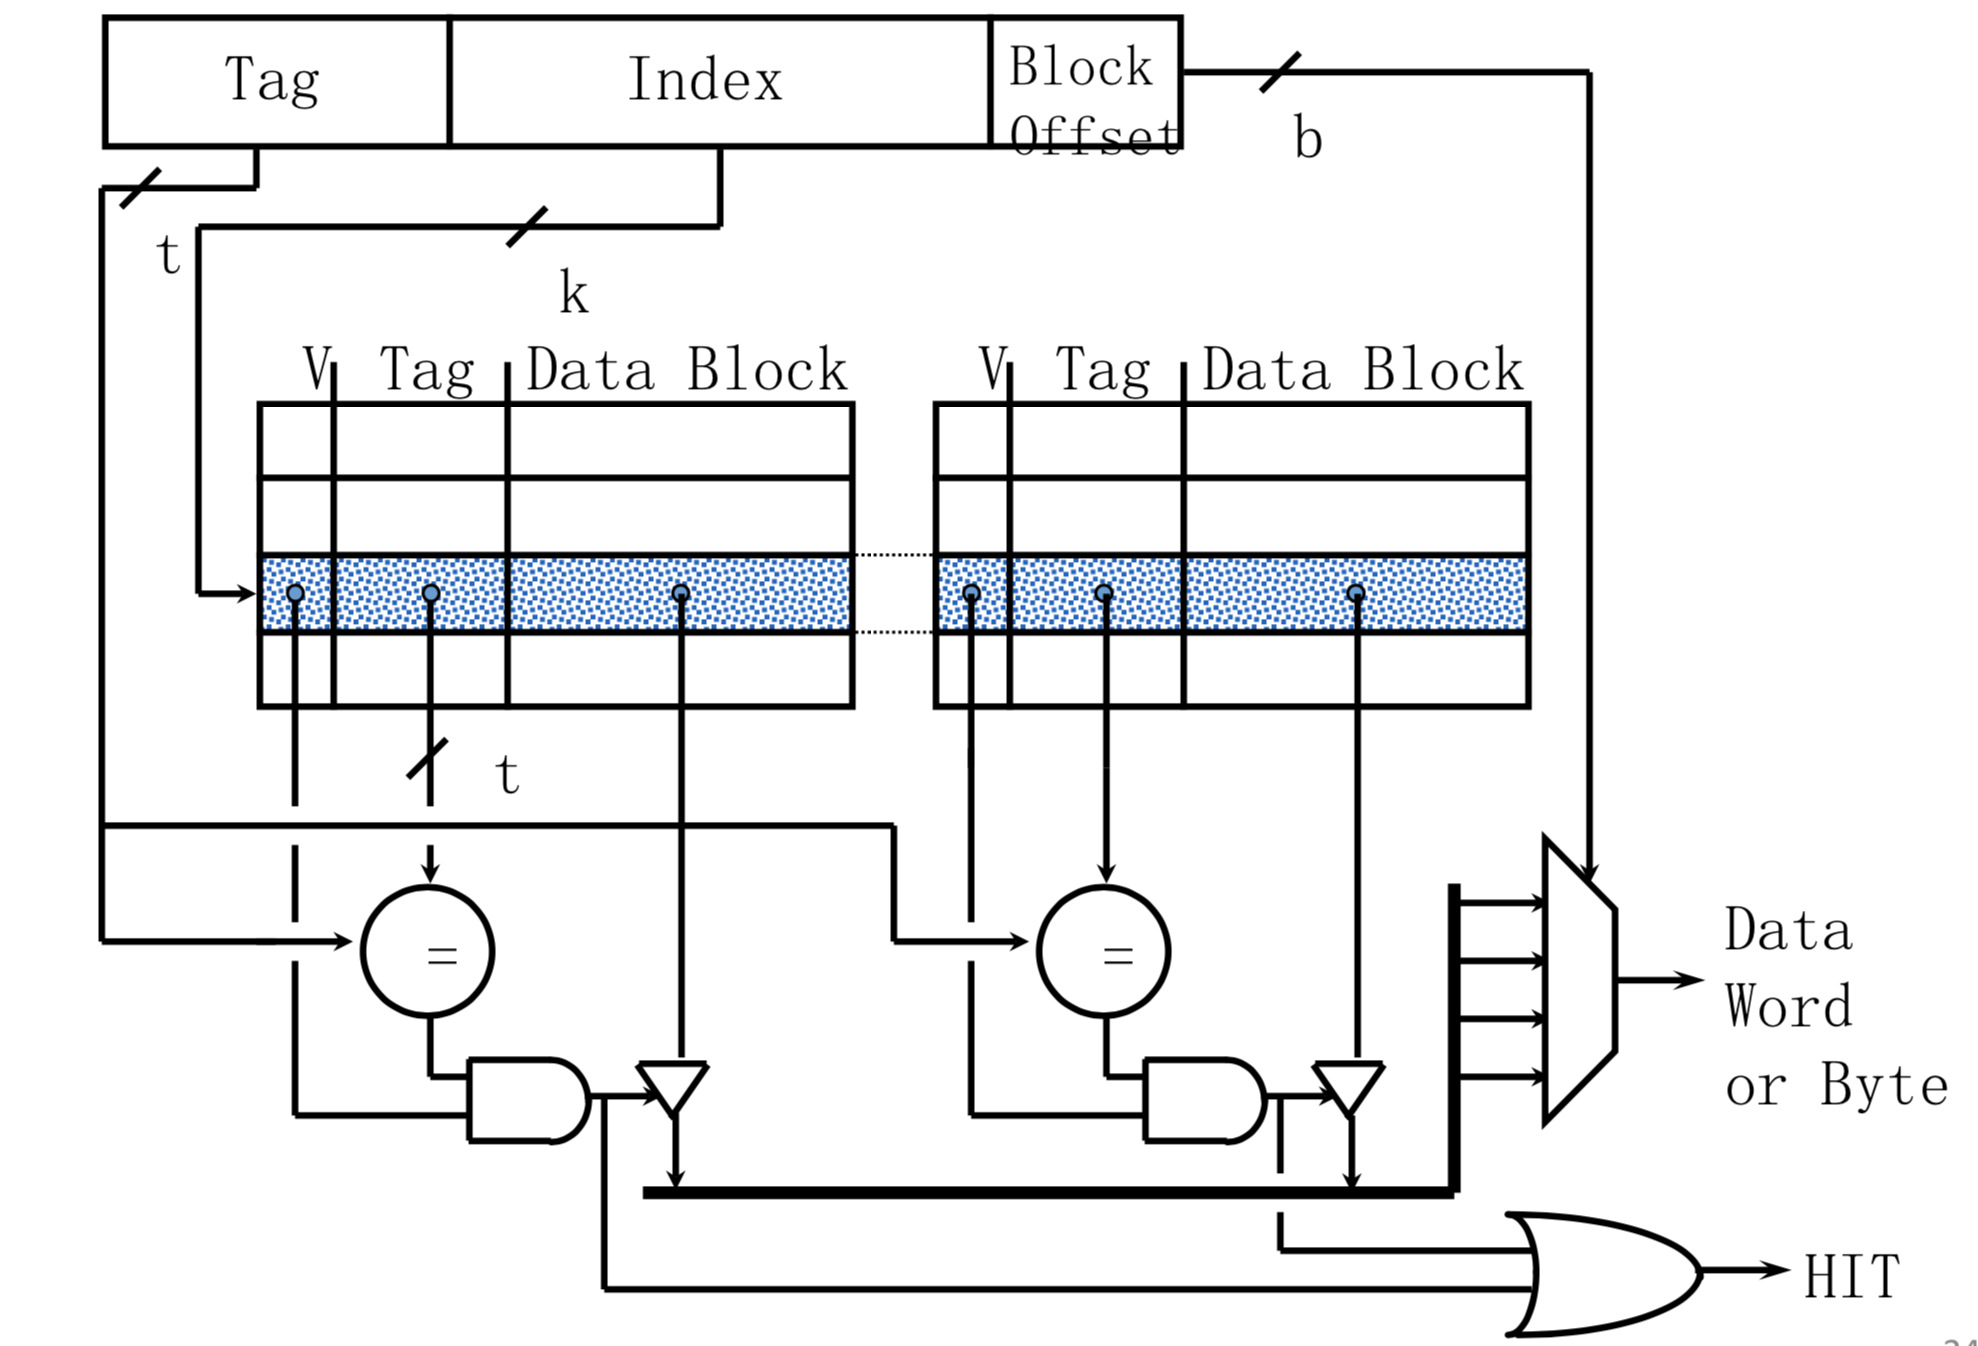 Tag
Index
Block
Offset
b
t
k
V Tag Data Block
V Tag Data Block
t
=
=
Data
Word
or Byte
HIT